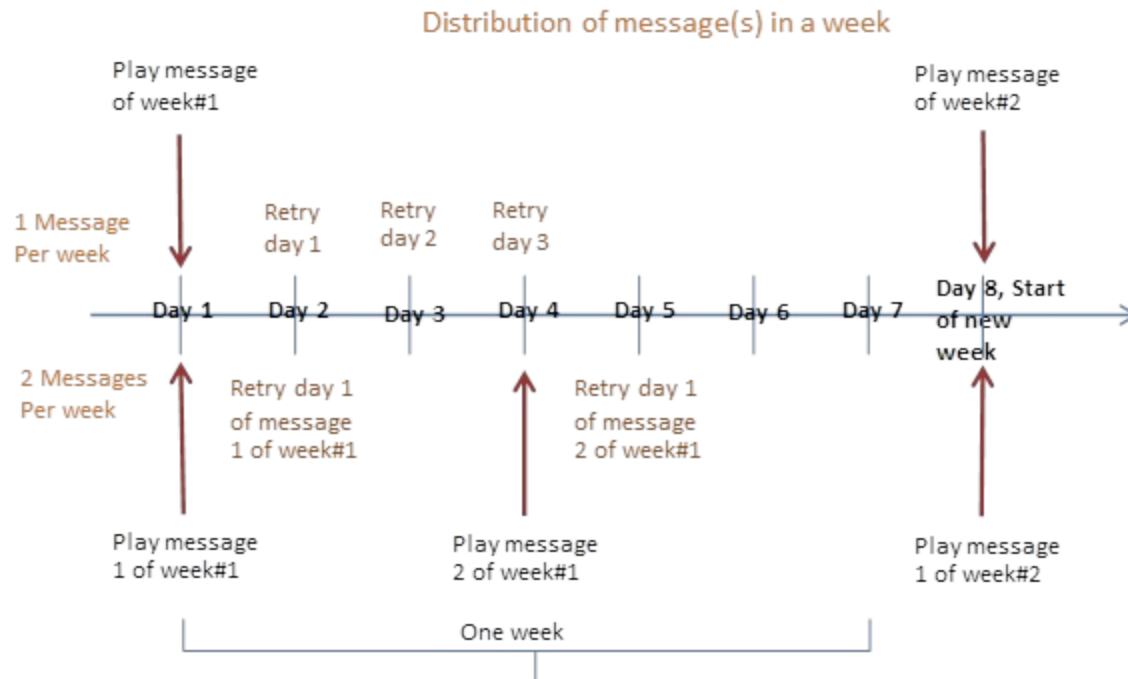 Distribution of message(s) in a week
Play message
of week#1
Play message
of week#2
1 Message
Per week
Retry
day 1
Retry
day 2
Retry
day 3
Day 1
Day 2
Day 3
Day 4
Day 5
Day 6
Day 7
Day 8, Start
of new
week
2 Messages
Per week
Retry day 1
of message
1 of week#1
Retry day 1
of message
2 of week#1
Play message
1 of week#1
Play message
2 of week#1
Play message
1 of week#2
One week